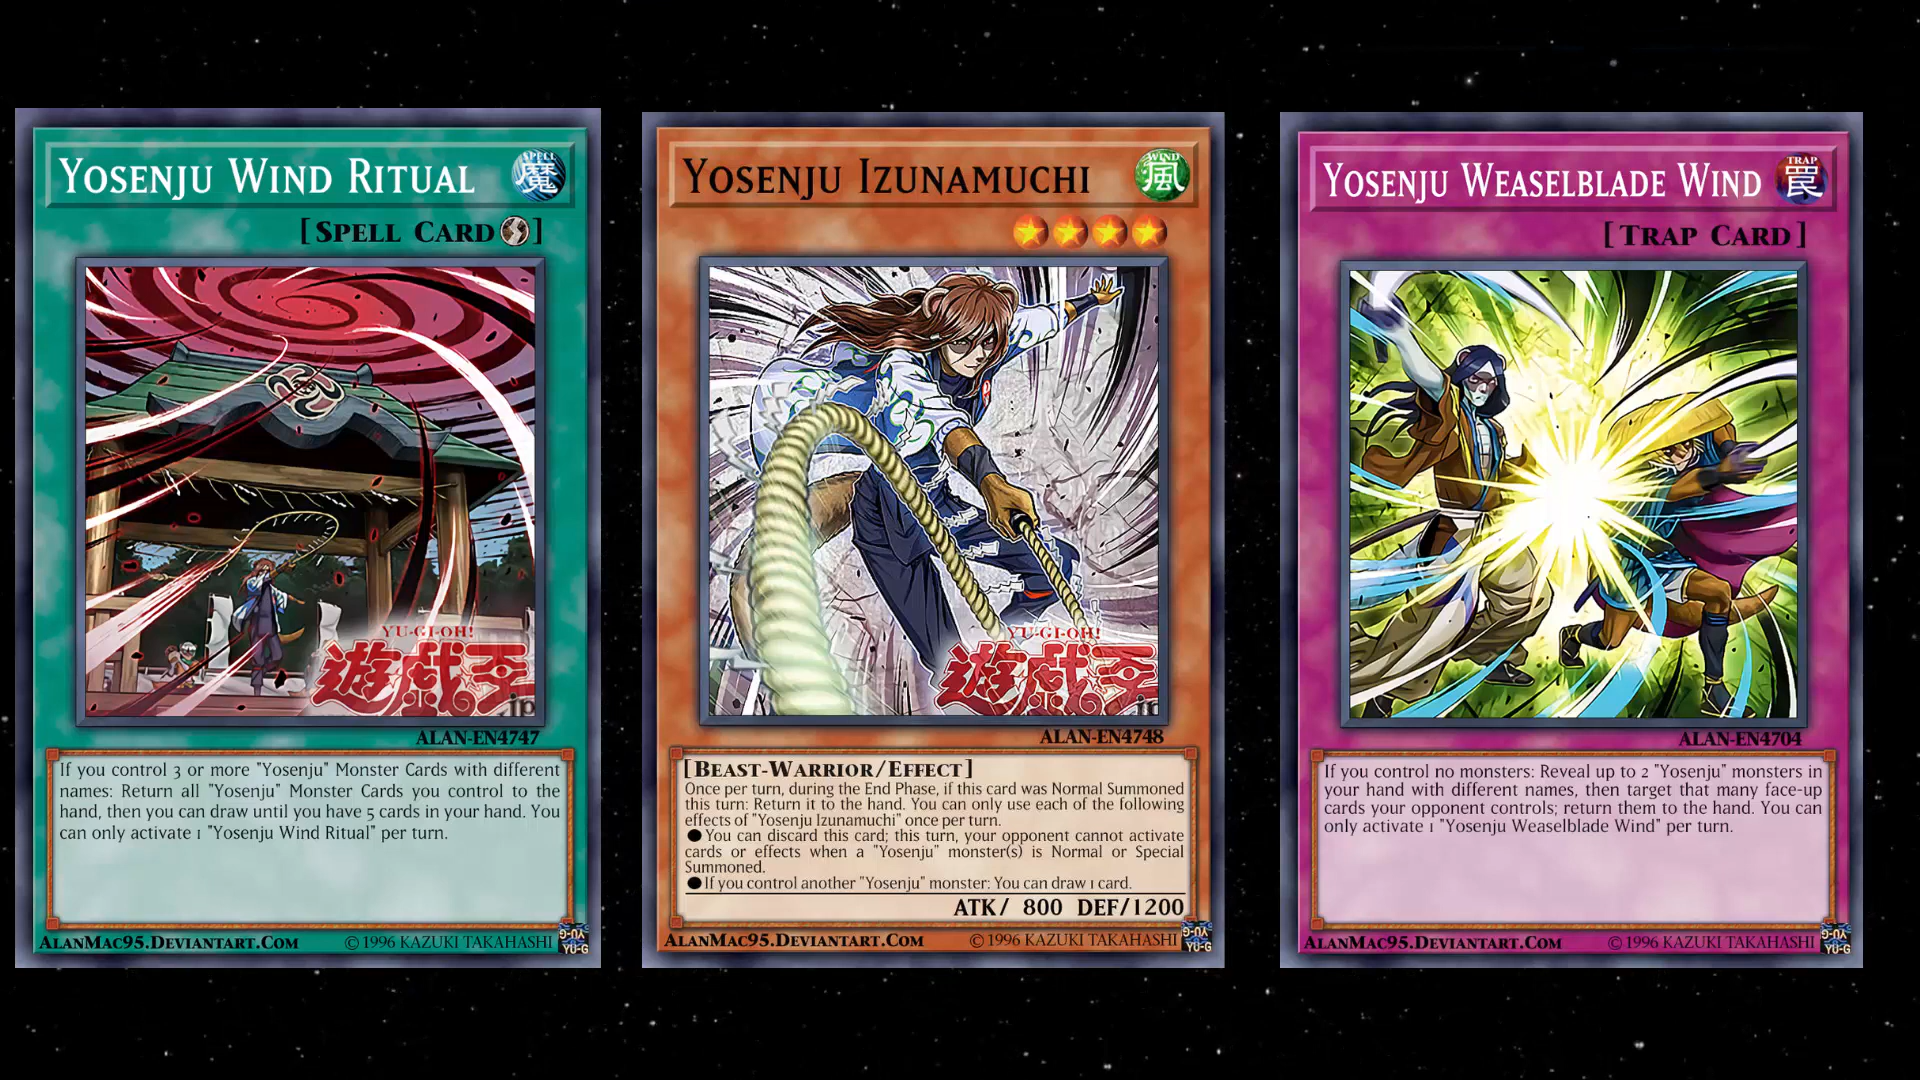 YOSENJU WIND RITUAL
SPELL
魔
[SPELL CARD]
YU-GI-OH!
遊戯王
.jp
ALAN-EN4747
If you control 3 or more "Yosenju" Monster Cards with different
names: Return all "Yosenju" Monster Cards you control to the
hand, then you can draw until you have 5 cards in your hand. You
can only activate 1 "Yosenju Wind Ritual" per turn.
ALANMAC95.DEVIANTART.COM
© 1996 KAZUKI TAKAHASHI
YOSENJU IZUNAMUCHI
WIND
風
YU-GI-OH!
遊戯王
.jp
ALAN-EN4748
[BEAST-WARRIOR/EFFECT]
Once per turn, during the End Phase, if this card was Normal Summoned
this turn: Return it to the hand. You can only use each of the following
effects of "Yosenju Izunamuchi" once per turn.
●You can discard this card; this turn, your opponent cannot activate
cards or effects when a "Yosenju" monster(s) is Normal or Special
Summoned.
●If you control another "Yosenju" monster: You can draw 1 card.
ATK/ 800 DEF/1200
ALANMAC95.DEVIANTART.COM
© 1996 KAZUKI TAKAHASHI
YOSENJU WEASELBLADE WIND
TRAP
罠
[TRAP CARD]
ALAN-EN4704
If you control no monsters: Reveal up to 2 "Yosenju" monsters in
your hand with different names, then target that many face-up
cards your opponent controls; return them to the hand. You can
only activate 1 "Yosenju Weaselblade Wind" per turn.
ALANMAC95.DEVIANTART.COM
© 1996 KAZUKI TAKAHASHI